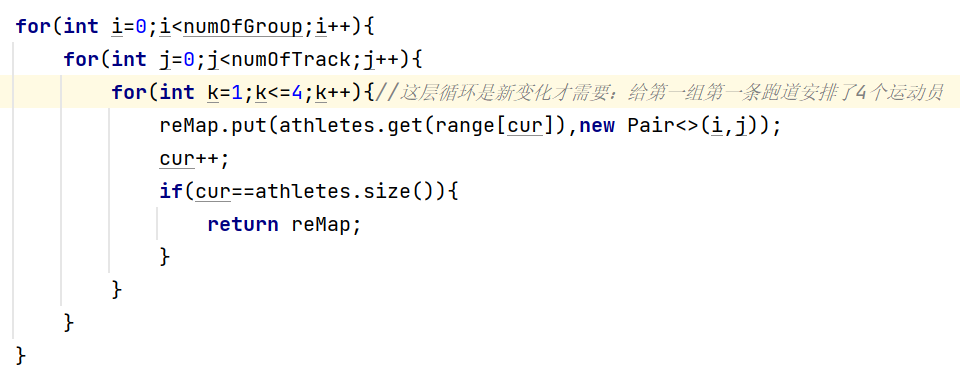 for(int i=0;i<numOfGroup;i++){
    for(int j=0;j<numOfTrack;j++){
        for(int k=1;k<=4;k++){//这层循环是新变化才需要：给第一组第一条跑道安排了4个运动员
            reMap.put(athletes.get(range[cur]),new Pair<>(i,j));
            cur++;
            if(cur==athletes.size()){
                return reMap;
            }
        }
    }
}